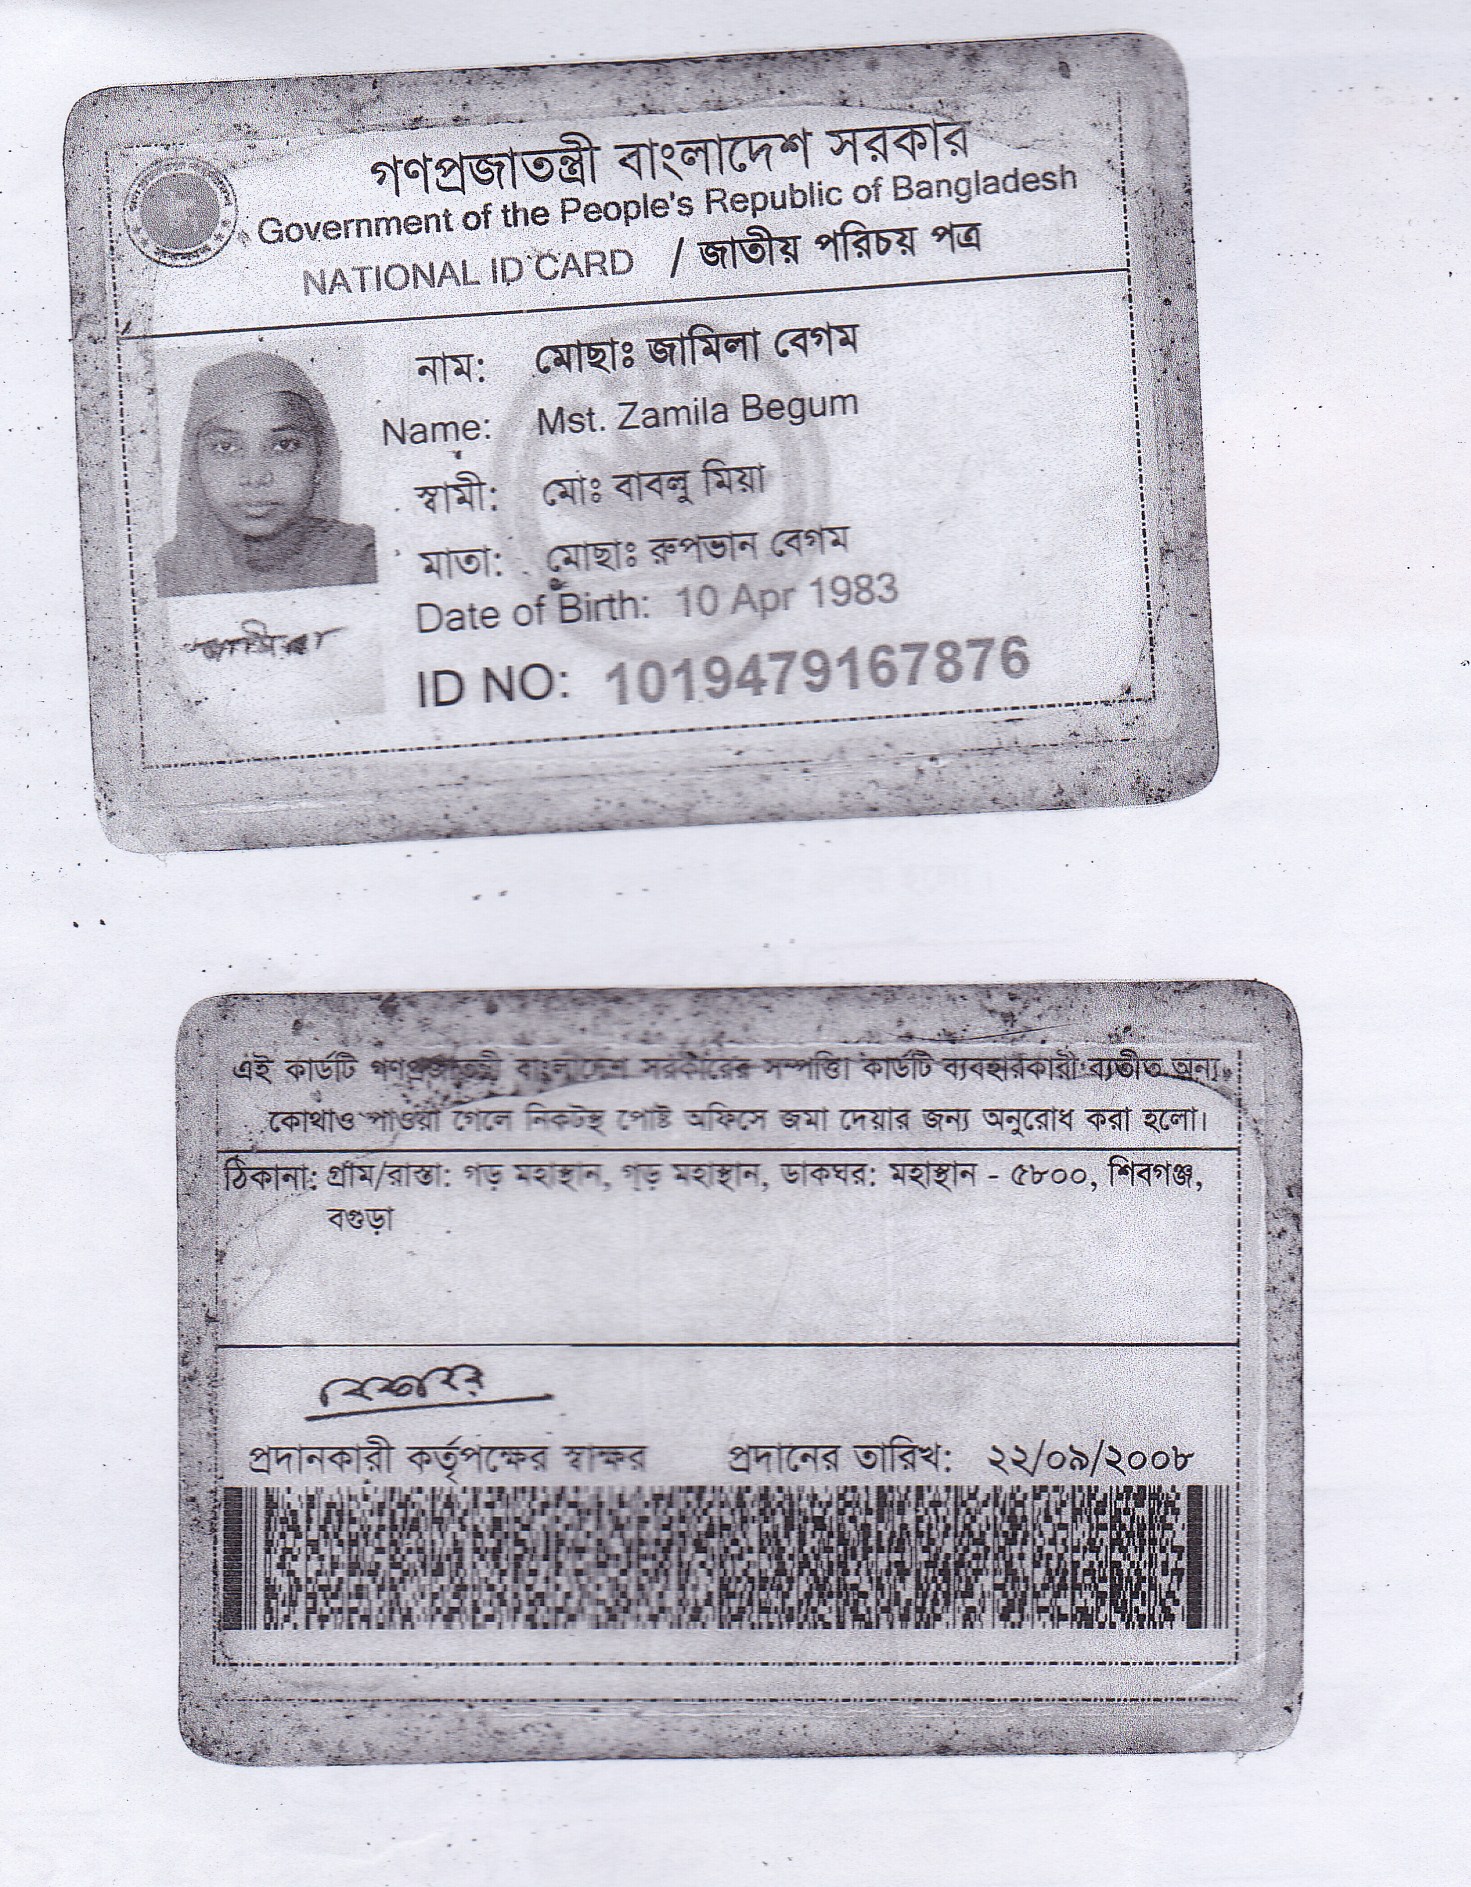 গণপ্রজাতন্ত্রী বাংলাদেশ সরকার
Government of the People's Republic of Bangladesh
NATIONAL ID CARD / জাতীয় পরিচয় পত্র
নাম: মোছাঃ জামিলা বেগম
Name: Mst. Zamila Begum
স্বামী: মোঃ বাবলু মিয়া
মাতা: মোছাঃ রুপভান বেগম
Date of Birth: 10 Apr 1983
জামিলা
ID NO: 1019479167876
এই কার্ডটি গণপ্রজাতন্ত্রী বাংলাদেশ সরকারের সম্পত্তি। কার্ডটি ব্যবহারকারী ব্যতীত অন্য
কোথাও পাওয়া গেলে নিকটস্থ পোষ্ট অফিসে জমা দেয়ার জন্য অনুরোধ করা হলো।
ঠিকানা: গ্রাম/রাস্তা: গড় মহাস্থান, গড় মহাস্থান, ডাকঘর: মহাস্থান - ৫৮০০, শিবগঞ্জ,
বগুড়া
প্রদানকারী কর্তৃপক্ষের স্বাক্ষর প্রদানের তারিখ: ২২/০৯/২০০৮